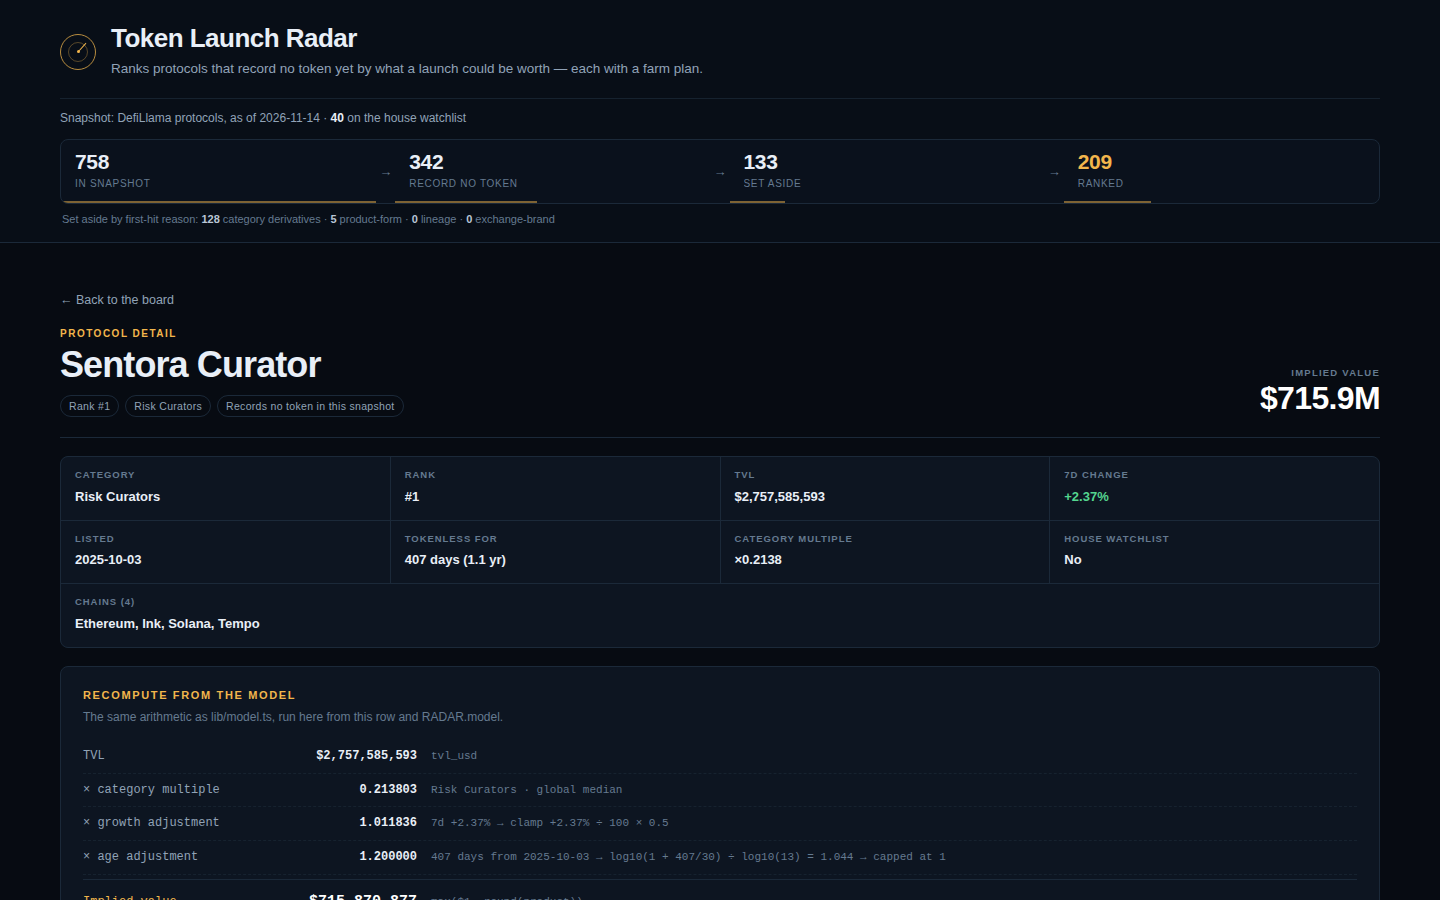 Token Launch Radar
Ranks protocols that record no token yet by what a launch could be worth — each with a farm plan.
Snapshot: DefiLlama protocols, as of 2026-11-14 · 40 on the house watchlist
758 → 342 → 133 → 209
IN SNAPSHOT RECORD NO TOKEN SET ASIDE RANKED
Set aside by first-hit reason: 128 category derivatives · 5 product-form · 0 lineage · 0 exchange-brand
← Back to the board
PROTOCOL DETAIL
Sentora Curator
Rank #1 Risk Curators Records no token in this snapshot
IMPLIED VALUE
$715.9M
CATEGORY RANK TVL 7D CHANGE
Risk Curators #1 $2,757,585,593 +2.37%
LISTED TOKENLESS FOR CATEGORY MULTIPLE HOUSE WATCHLIST
2025-10-03 407 days (1.1 yr) ×0.2138 No
CHAINS (4)
Ethereum, Ink, Solana, Tempo
RECOMPUTE FROM THE MODEL
The same arithmetic as lib/model.ts, run here from this row and RADAR.model.
TVL $2,757,585,593 tvl_usd
× category multiple 0.213803 Risk Curators · global median
× growth adjustment 1.011836 7d +2.37% → clamp +2.37% ÷ 100 × 0.5
× age adjustment 1.200000 407 days from 2025-10-03 → log10(1 + 407/30) ÷ log10(13) = 1.044 → capped at 1
Implied value $715,870,877